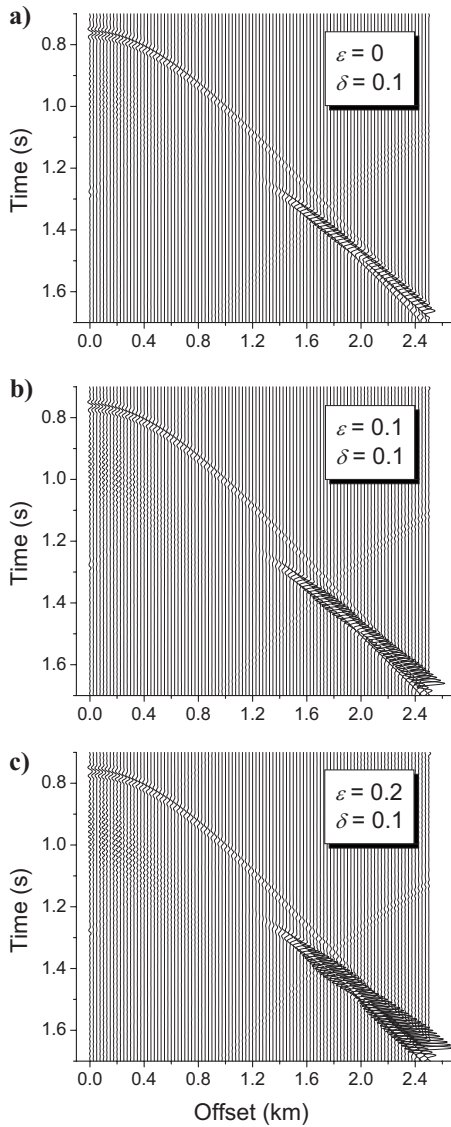 a)
ε = 0
δ = 0.1
Time (s)
0.8
1.0
1.2
1.4
1.6
0.0 0.4 0.8 1.2 1.6 2.0 2.4
b)
ε = 0.1
δ = 0.1
Time (s)
0.8
1.0
1.2
1.4
1.6
0.0 0.4 0.8 1.2 1.6 2.0 2.4
c)
ε = 0.2
δ = 0.1
Time (s)
0.8
1.0
1.2
1.4
1.6
0.0 0.4 0.8 1.2 1.6 2.0 2.4
Offset (km)